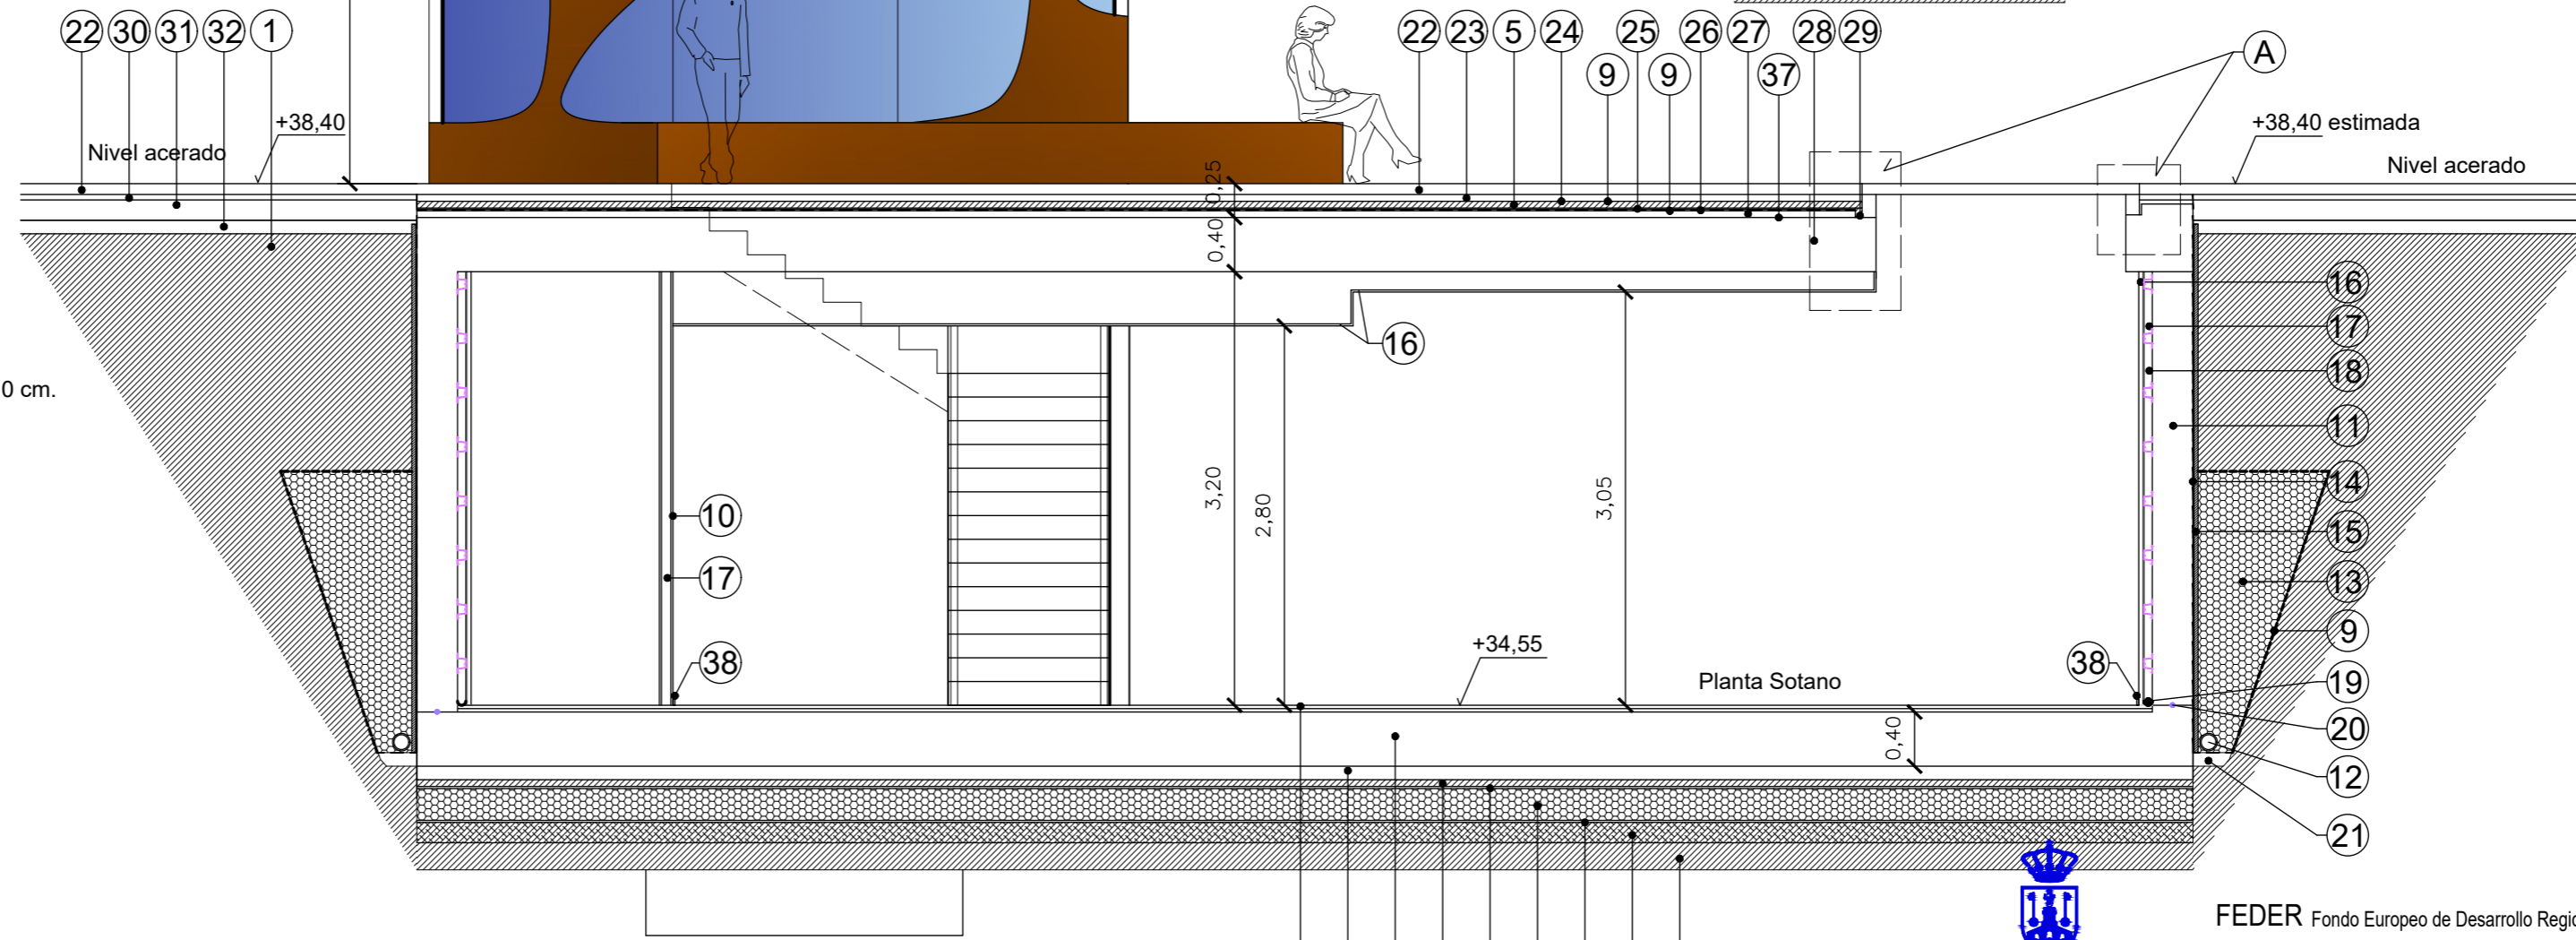 22 30 31 32 1
22 23 5 24 25 26 27 28 29
9 9 37
A
+38,40
Nivel acerado
+38,40 estimada
Nivel acerado
0,25
0,40
16
17
18
11
14
15
13
9
19
20
12
21
16
0 cm.
10
17
38
3,20
2,80
3,05
+34,55
Planta Sotano
38
0,40
FEDER Fondo Europeo de Desarrollo Regio